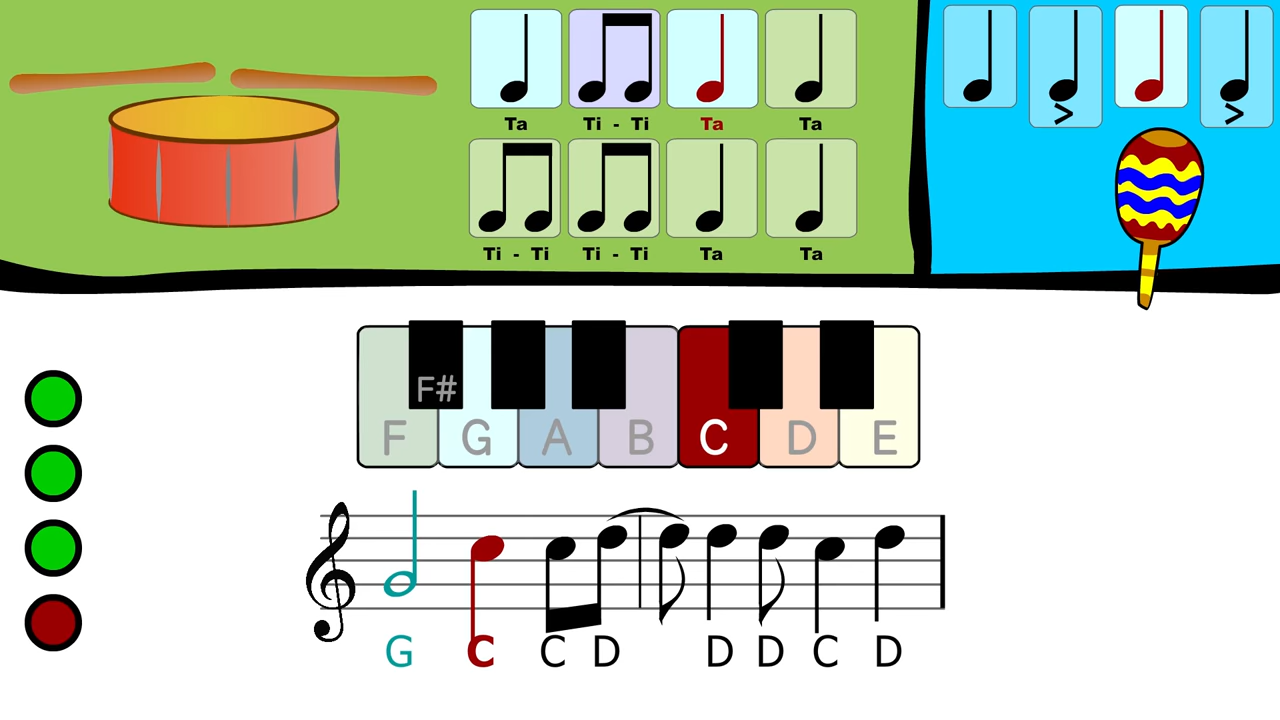 Ta Ti - Ti Ta Ta
Ti - Ti Ti - Ti Ta Ta
F#
F G A B C D E
G C C D D D C D